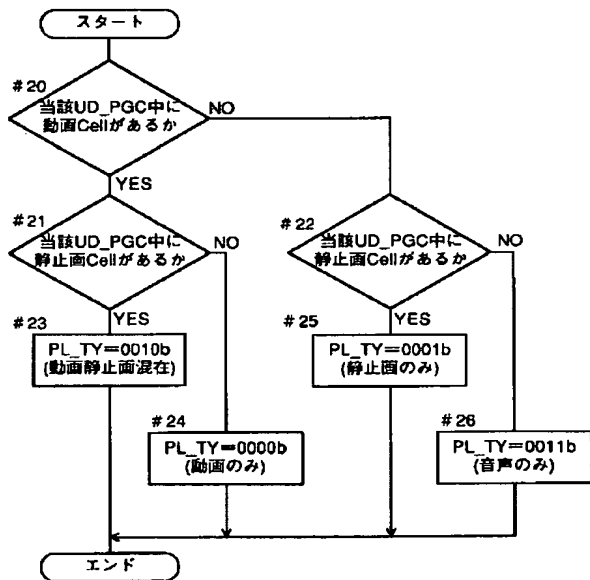 スタート
#20
当該UD_PGC中に
動画Cellがあるか
NO
YES
#21
当該UD_PGC中に
静止画Cellがあるか
NO
YES
#22
当該UD_PGC中に
静止画Cellがあるか
NO
YES
#23
PL_TY=0010b
(動画静止画混在)
#25
PL_TY=0001b
(静止画のみ)
#24
PL_TY=0000b
(動画のみ)
#26
PL_TY=0011b
(音声のみ)
エンド